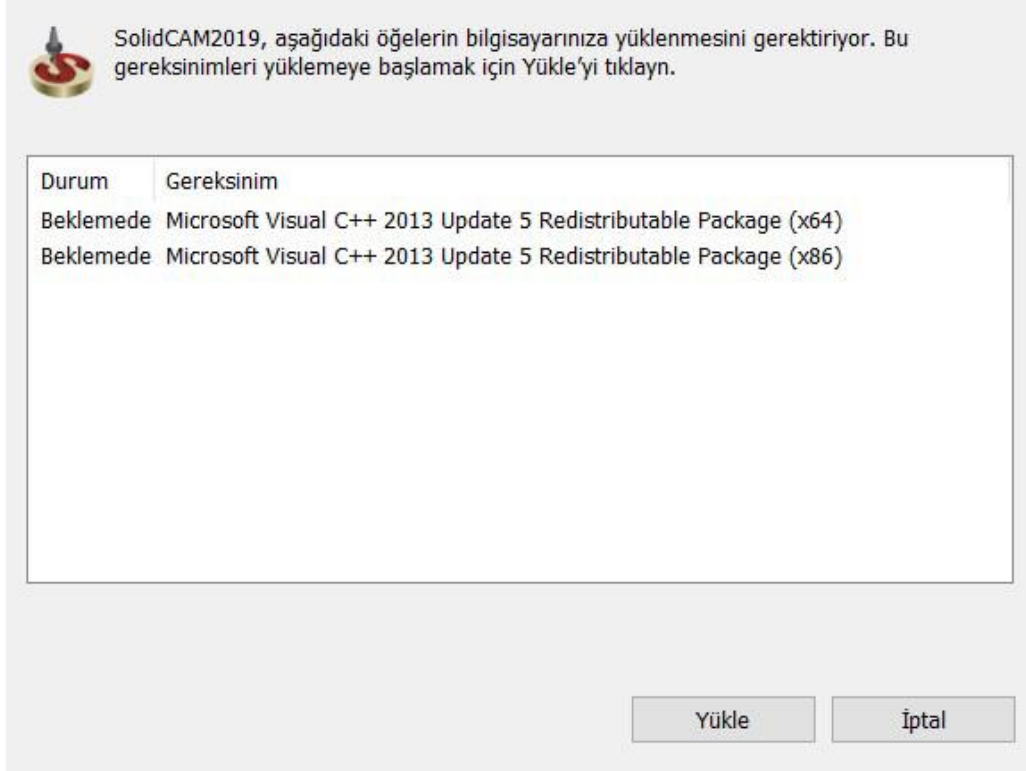 SolidCAM2019, aşağıdaki öğelerin bilgisayarınıza yüklenmesini gerektiriyor. Bu
gereksinimleri yüklemeye başlamak için Yükle’yi tıklayn.
Durum Gereksinim
Beklemede Microsoft Visual C++ 2013 Update 5 Redistributable Package (x64)
Beklemede Microsoft Visual C++ 2013 Update 5 Redistributable Package (x86)
Yükle İptal